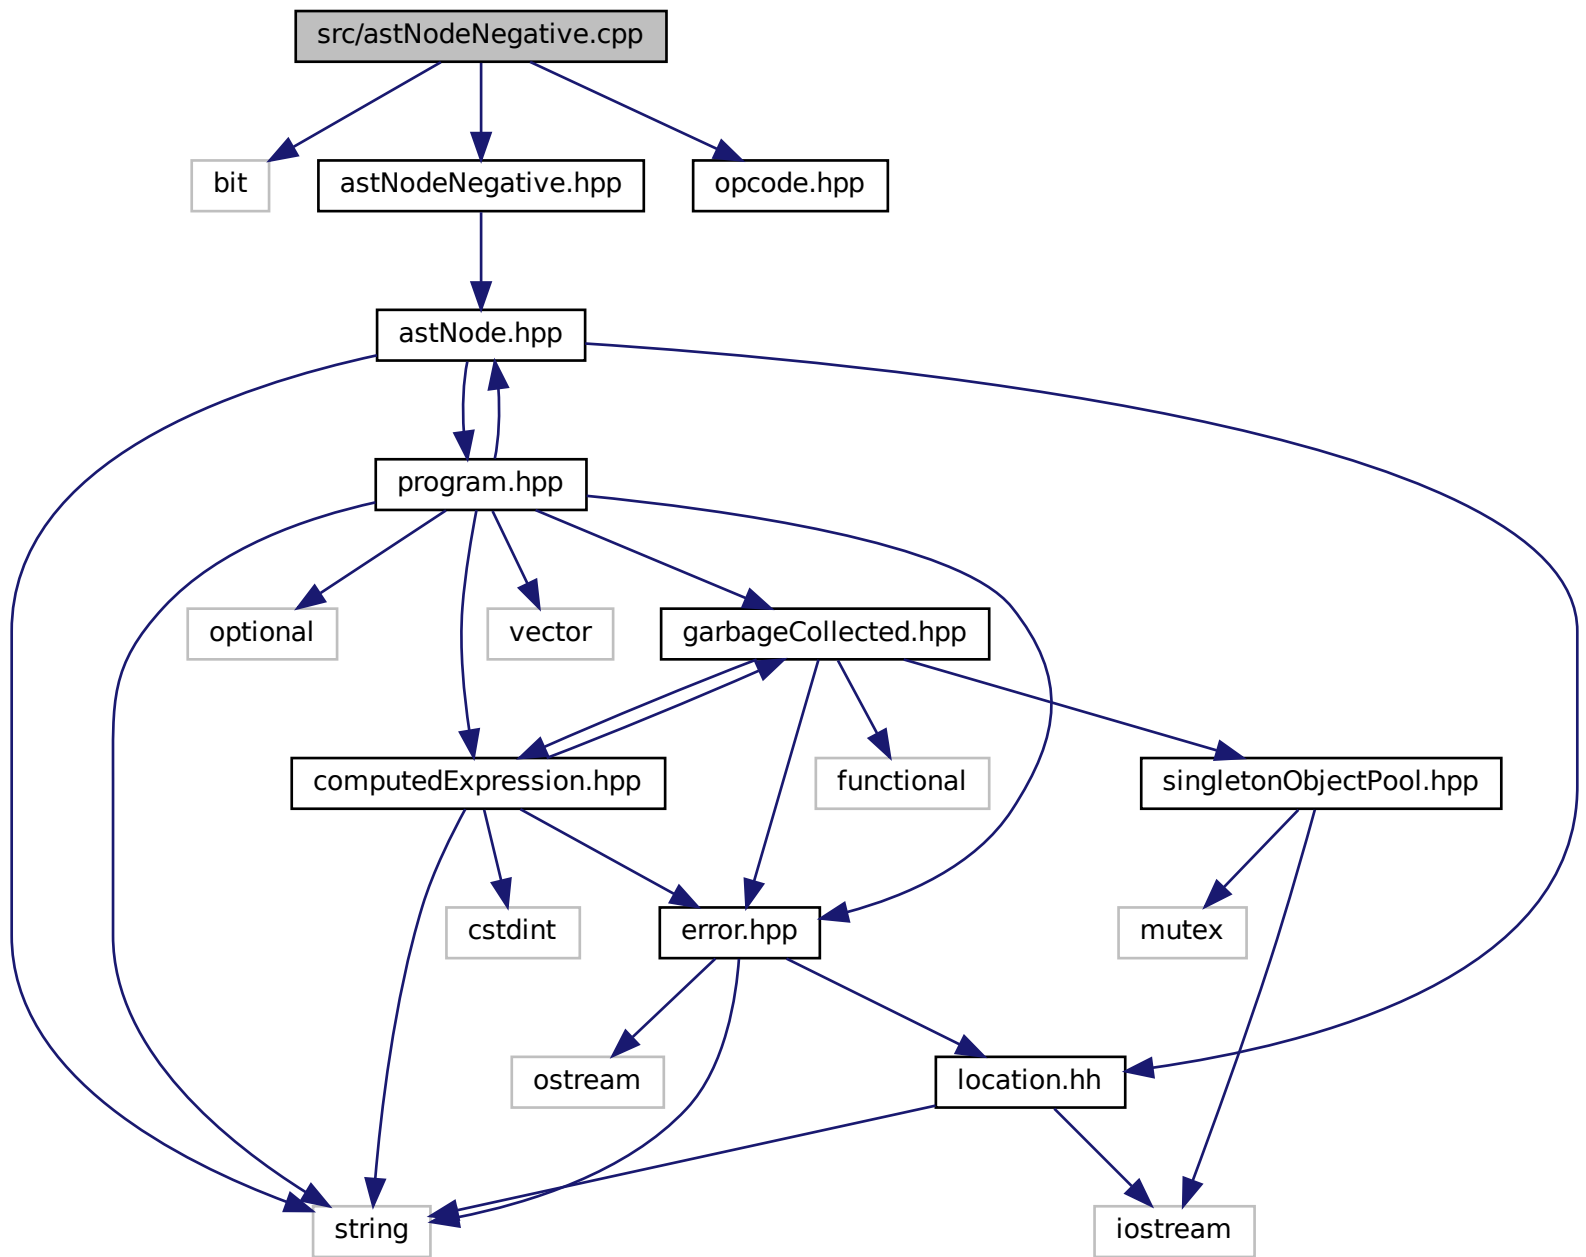 src/astNodeNegative.cpp
bit
astNodeNegative.hpp
opcode.hpp
astNode.hpp
program.hpp
optional
vector
garbageCollected.hpp
computedExpression.hpp
functional
singletonObjectPool.hpp
cstdint
error.hpp
mutex
ostream
location.hh
string
iostream